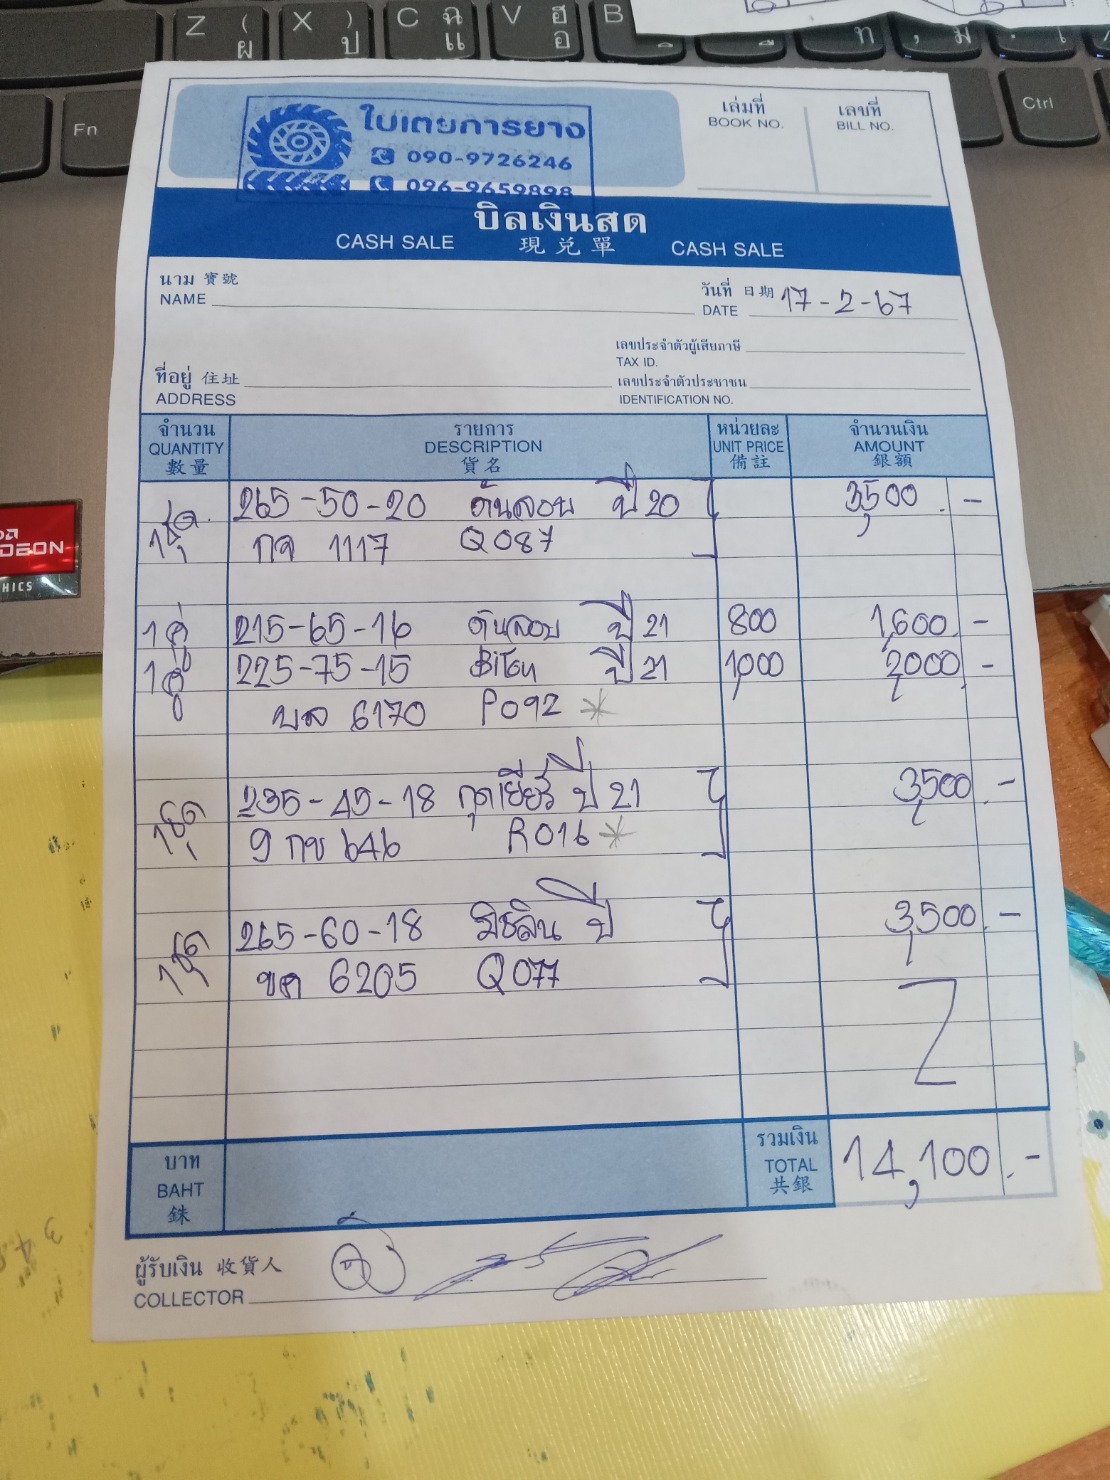 Z ( ผ
X ) ป
C ฉ แ
V ฮ อ
B
Fn
Ctrl
ใบเตยการยาง
090-9726246
096-9659898
เล่มที่
BOOK NO.
เลขที่
BILL NO.
บิลเงินสด
CASH SALE 現兌單 CASH SALE
นาม 寶號
NAME
วันที่ 日期 17-2-67
DATE
เลขประจำตัวผู้เสียภาษี
TAX ID.
ที่อยู่ 住址
ADDRESS
เลขประจำตัวประชาชน
IDENTIFICATION NO.
จำนวน รายการ หน่วยละ จำนวนเงิน
QUANTITY DESCRIPTION UNIT PRICE AMOUNT
數量 貨名 備註 銀額
1ชุด 265-50-20 ดันลอบ ปี 20 3,500.-
กจ 1117 Q087
1คู่ 215-65-16 ดันลอบ ปี 21 800 1,600.-
1คู่ 225-75-15 ปี 21 1,000 2,000.-
บล 6170 P092 *
1ชุด 235-45-18 กุดเยียร์ ปี 21 3,500.-
9 กข 646 R016 *
1ชุด 265-60-18 มิชลิน ปี 3,500.-
ขค 6205 Q077
บาท
BAHT
銖
รวมเงิน
TOTAL 14,100.-
共銀
ผู้รับเงิน 收貨人
COLLECTOR